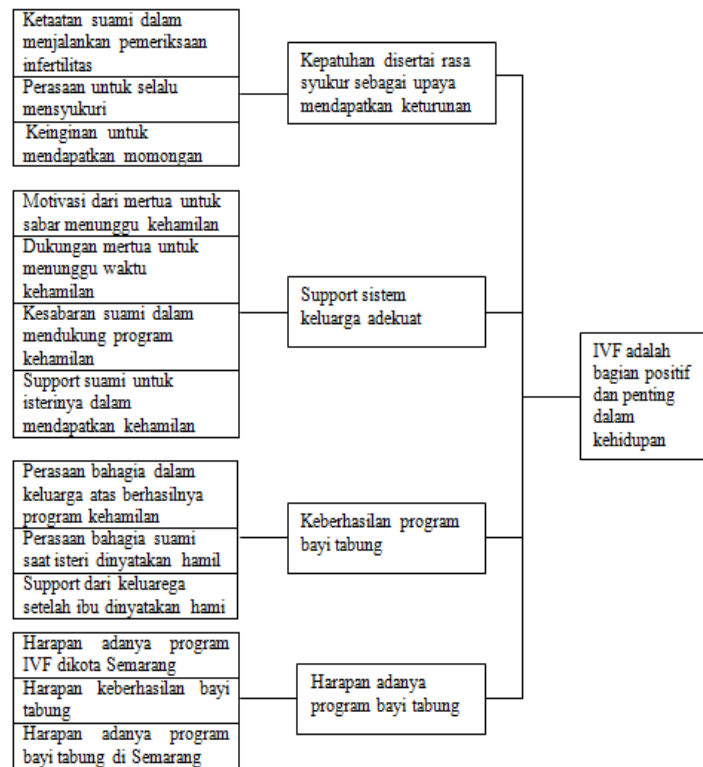 Ketaatan suami dalam
menjalankan pemeriksaan
infertilitas
Perasaan untuk selalu
mensyukuri
Keinginan untuk
mendapatkan momongan
Kepatuhan disertai rasa
syukur sebagai upaya
mendapatkan keturunan
Motivasi dari mertua untuk
sabar menunggu kehamilan
Dukungan mertua untuk
menunggu waktu
kehamilan
Kesabaran suami dalam
mendukung program
kehamilan
Support suami untuk
isterinya dalam
mendapatkan kehamilan
Support sistem
keluarga adekuat
Perasaan bahagia dalam
keluarga atas berhasilnya
program kehamilan
Perasaan bahagia suami
saat isteri dinyatakan hamil
Support dari keluarega
setelah ibu dinyatakan hami
Keberhasilan program
bayi tabung
Harapan adanya program
IVF dikota Semarang
Harapan keberhasilan bayi
tabung
Harapan adanya program
bayi tabung di Semarang
Harapan adanya
program bayi tabung
IVF adalah
bagian positif
dan penting
dalam
kehidupan